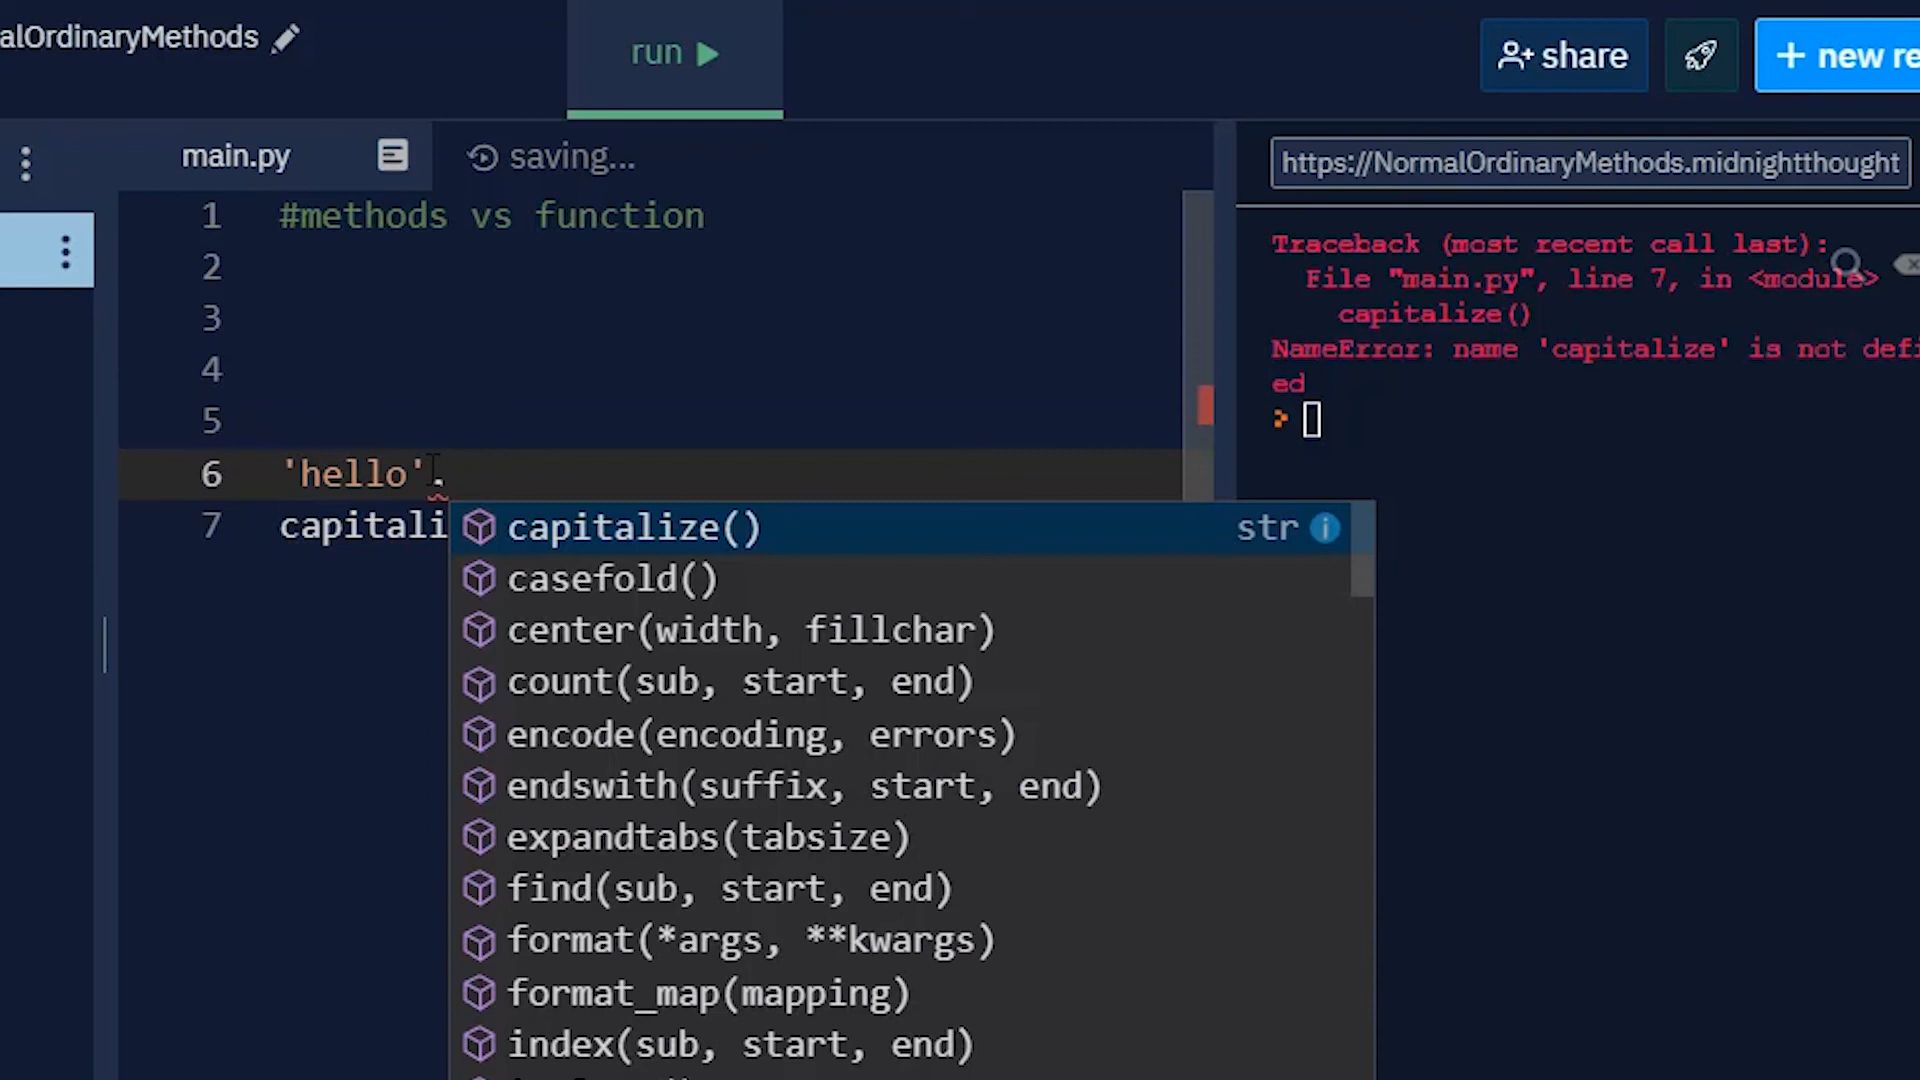 alOrdinaryMethods
run
share
+ new re
main.py
saving...
https://NormalOrdinaryMethods.midnightthought
1 #methods vs function
2
3
4
5
6 'hello'.
7 capitali
capitalize() str
casefold()
center(width, fillchar)
count(sub, start, end)
encode(encoding, errors)
endswith(suffix, start, end)
expandtabs(tabsize)
find(sub, start, end)
format(*args, **kwargs)
format_map(mapping)
index(sub, start, end)
Traceback (most recent call last):
File "main.py", line 7, in <module>
capitalize()
NameError: name 'capitalize' is not defi
ed
>